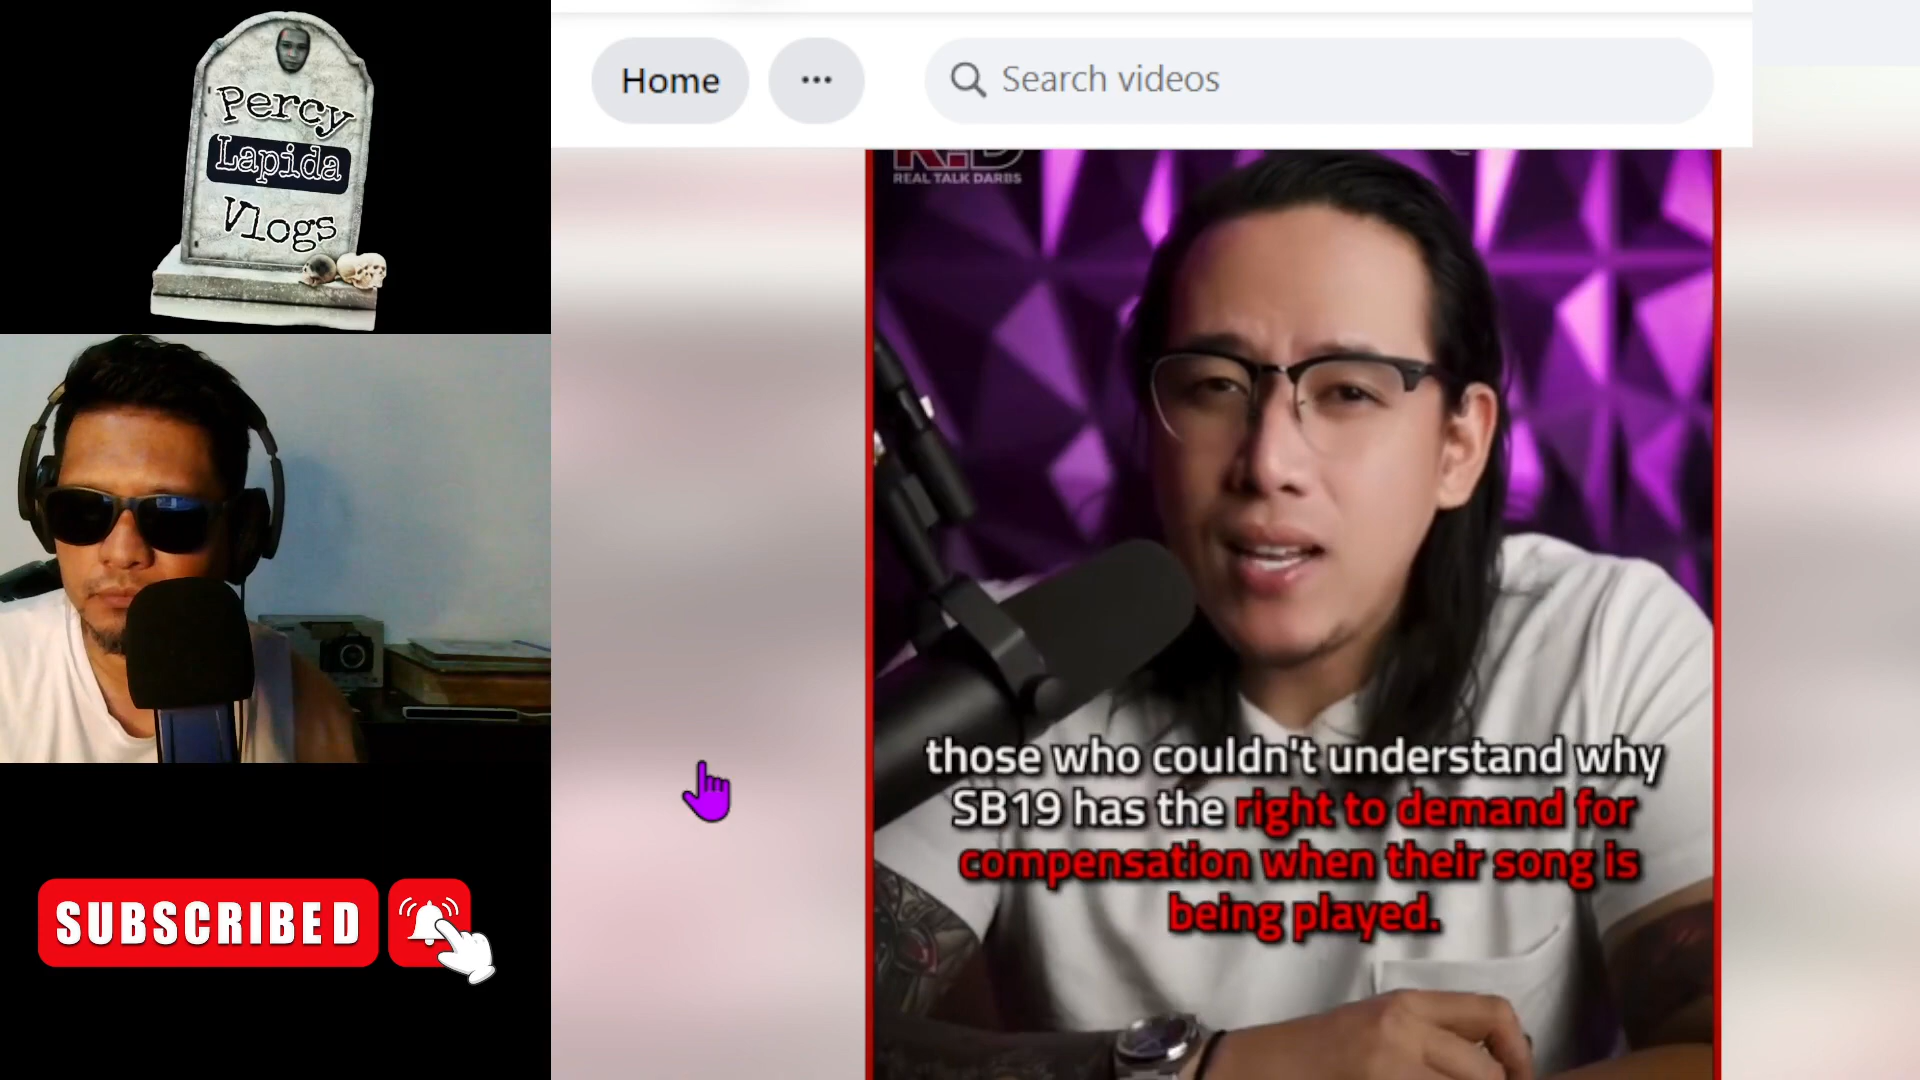 Percy
Lapida
Vlogs
SUBSCRIBED
Home
Search videos
REAL TALK DARBS
those who couldn't understand why
SB19 has the right to demand for
compensation when their song is
being played.